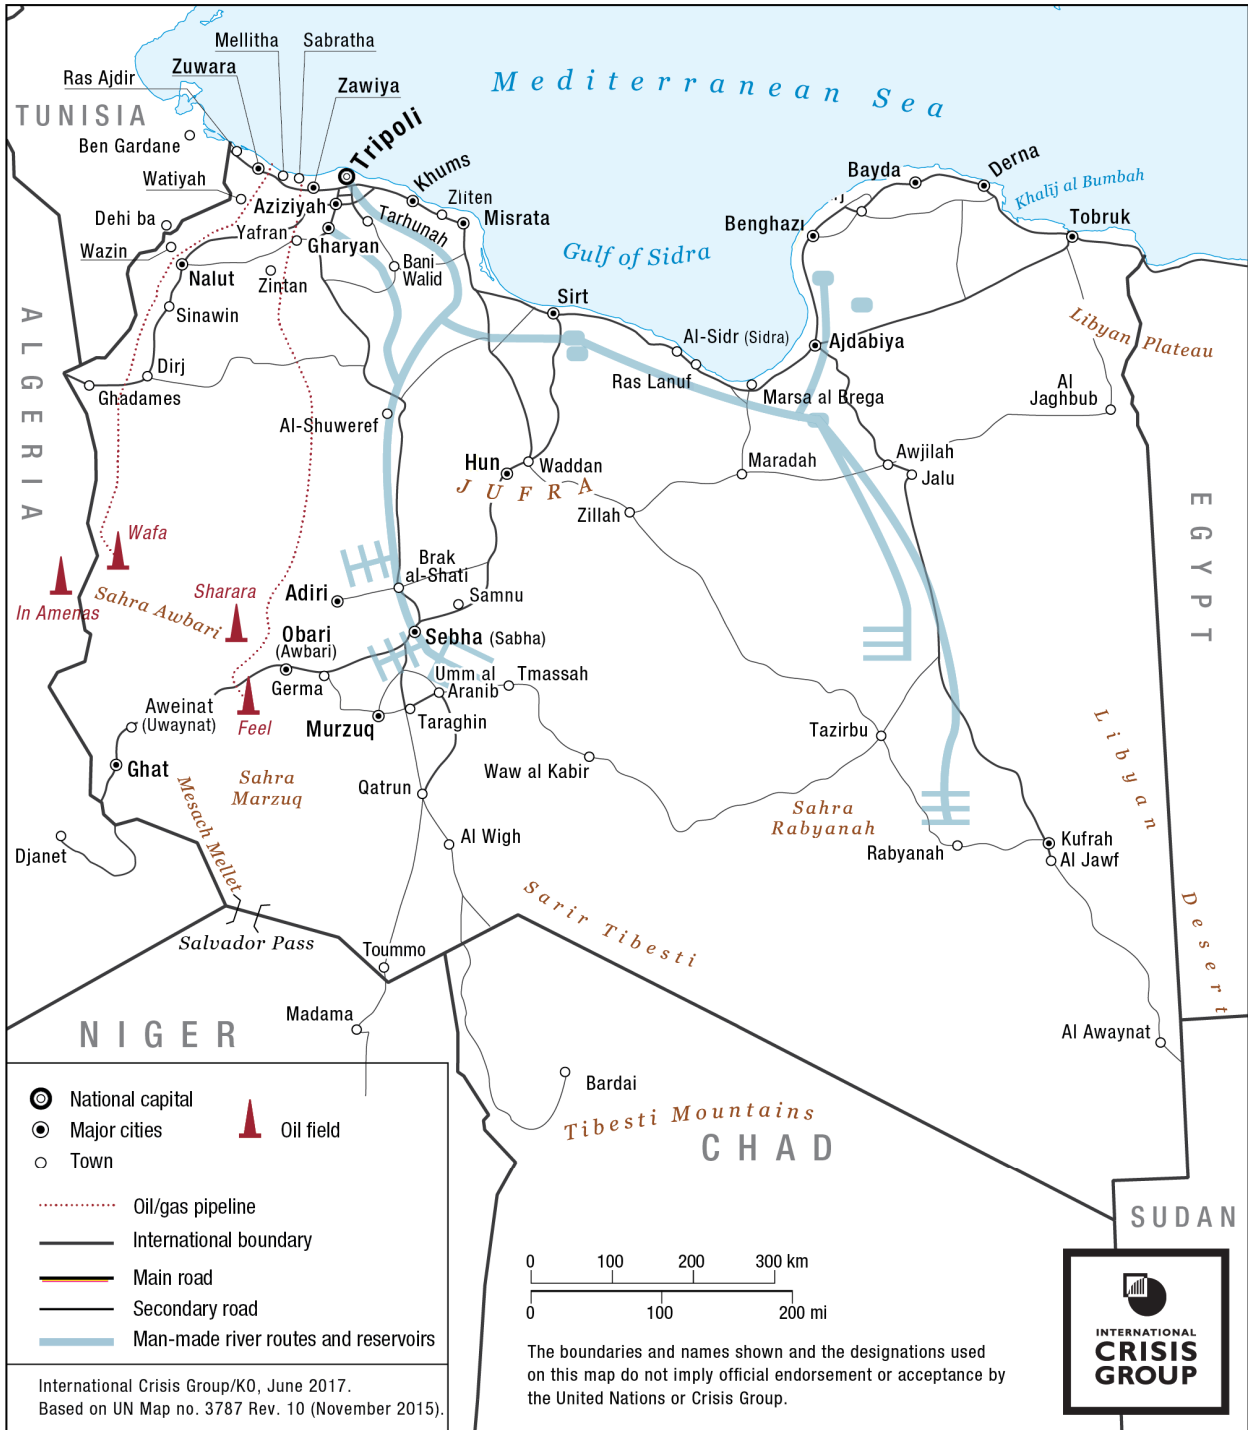 Mellitha
Sabratha
Zuwara
Ras Ajdir
Zawiya
Mediterranean Sea
TUNISIA
Ben Gardane
Tripoli
Khums
Watiyah
Zliten
Bayda
Derna
Khalij al Bumbah
Dehi ba
Aziziyah
Tarhunah
Misrata
Benghazi
Tobruk
Yafran
Gharyan
Wazin
Gulf of Sidra
Nalut
Zintan
Bani
Walid
Sirt
Sinawin
Al-Sidr (Sidra)
Ajdabiya
Libyan Plateau
ALGERIA
Dirj
Ras Lanuf
Ghadames
Marsa al Brega
Al
Jaghbub
Al-Shuweref
Hun
Waddan
Maradah
Awjilah
Jalu
JUFRA
Zillah
EGYPT
Wafa
Brak
al-Shati
Sharara
Adiri
Samnu
In Amenas
Sahra Awbari
Obari
(Awbari)
Sebha (Sabha)
Germa
Umm al
Aranib
Tmassah
Aweinat
(Uwaynat)
Feel
Murzuq
Taraghin
Tazirbu
Libyan Desert
Ghat
Sahra
Marzuq
Waw al Kabir
Qatrun
Mesach Mellet
Sahra
Rabyanah
Al Wigh
Djanet
Rabyanah
Kufrah
Al Jawf
Sarir Tibesti
Salvador Pass
Toummo
Madama
NIGER
Al Awaynat
Bardai
Tibesti Mountains
CHAD
SUDAN
National capital
Major cities
Oil field
Town
Oil/gas pipeline
International boundary
Main road
Secondary road
Man-made river routes and reservoirs
International Crisis Group/KO, June 2017.
Based on UN Map no. 3787 Rev. 10 (November 2015).
0 100 200 300 km
0 100 200 mi
The boundaries and names shown and the designations used
on this map do not imply official endorsement or acceptance by
the United Nations or Crisis Group.
INTERNATIONAL
CRISIS
GROUP